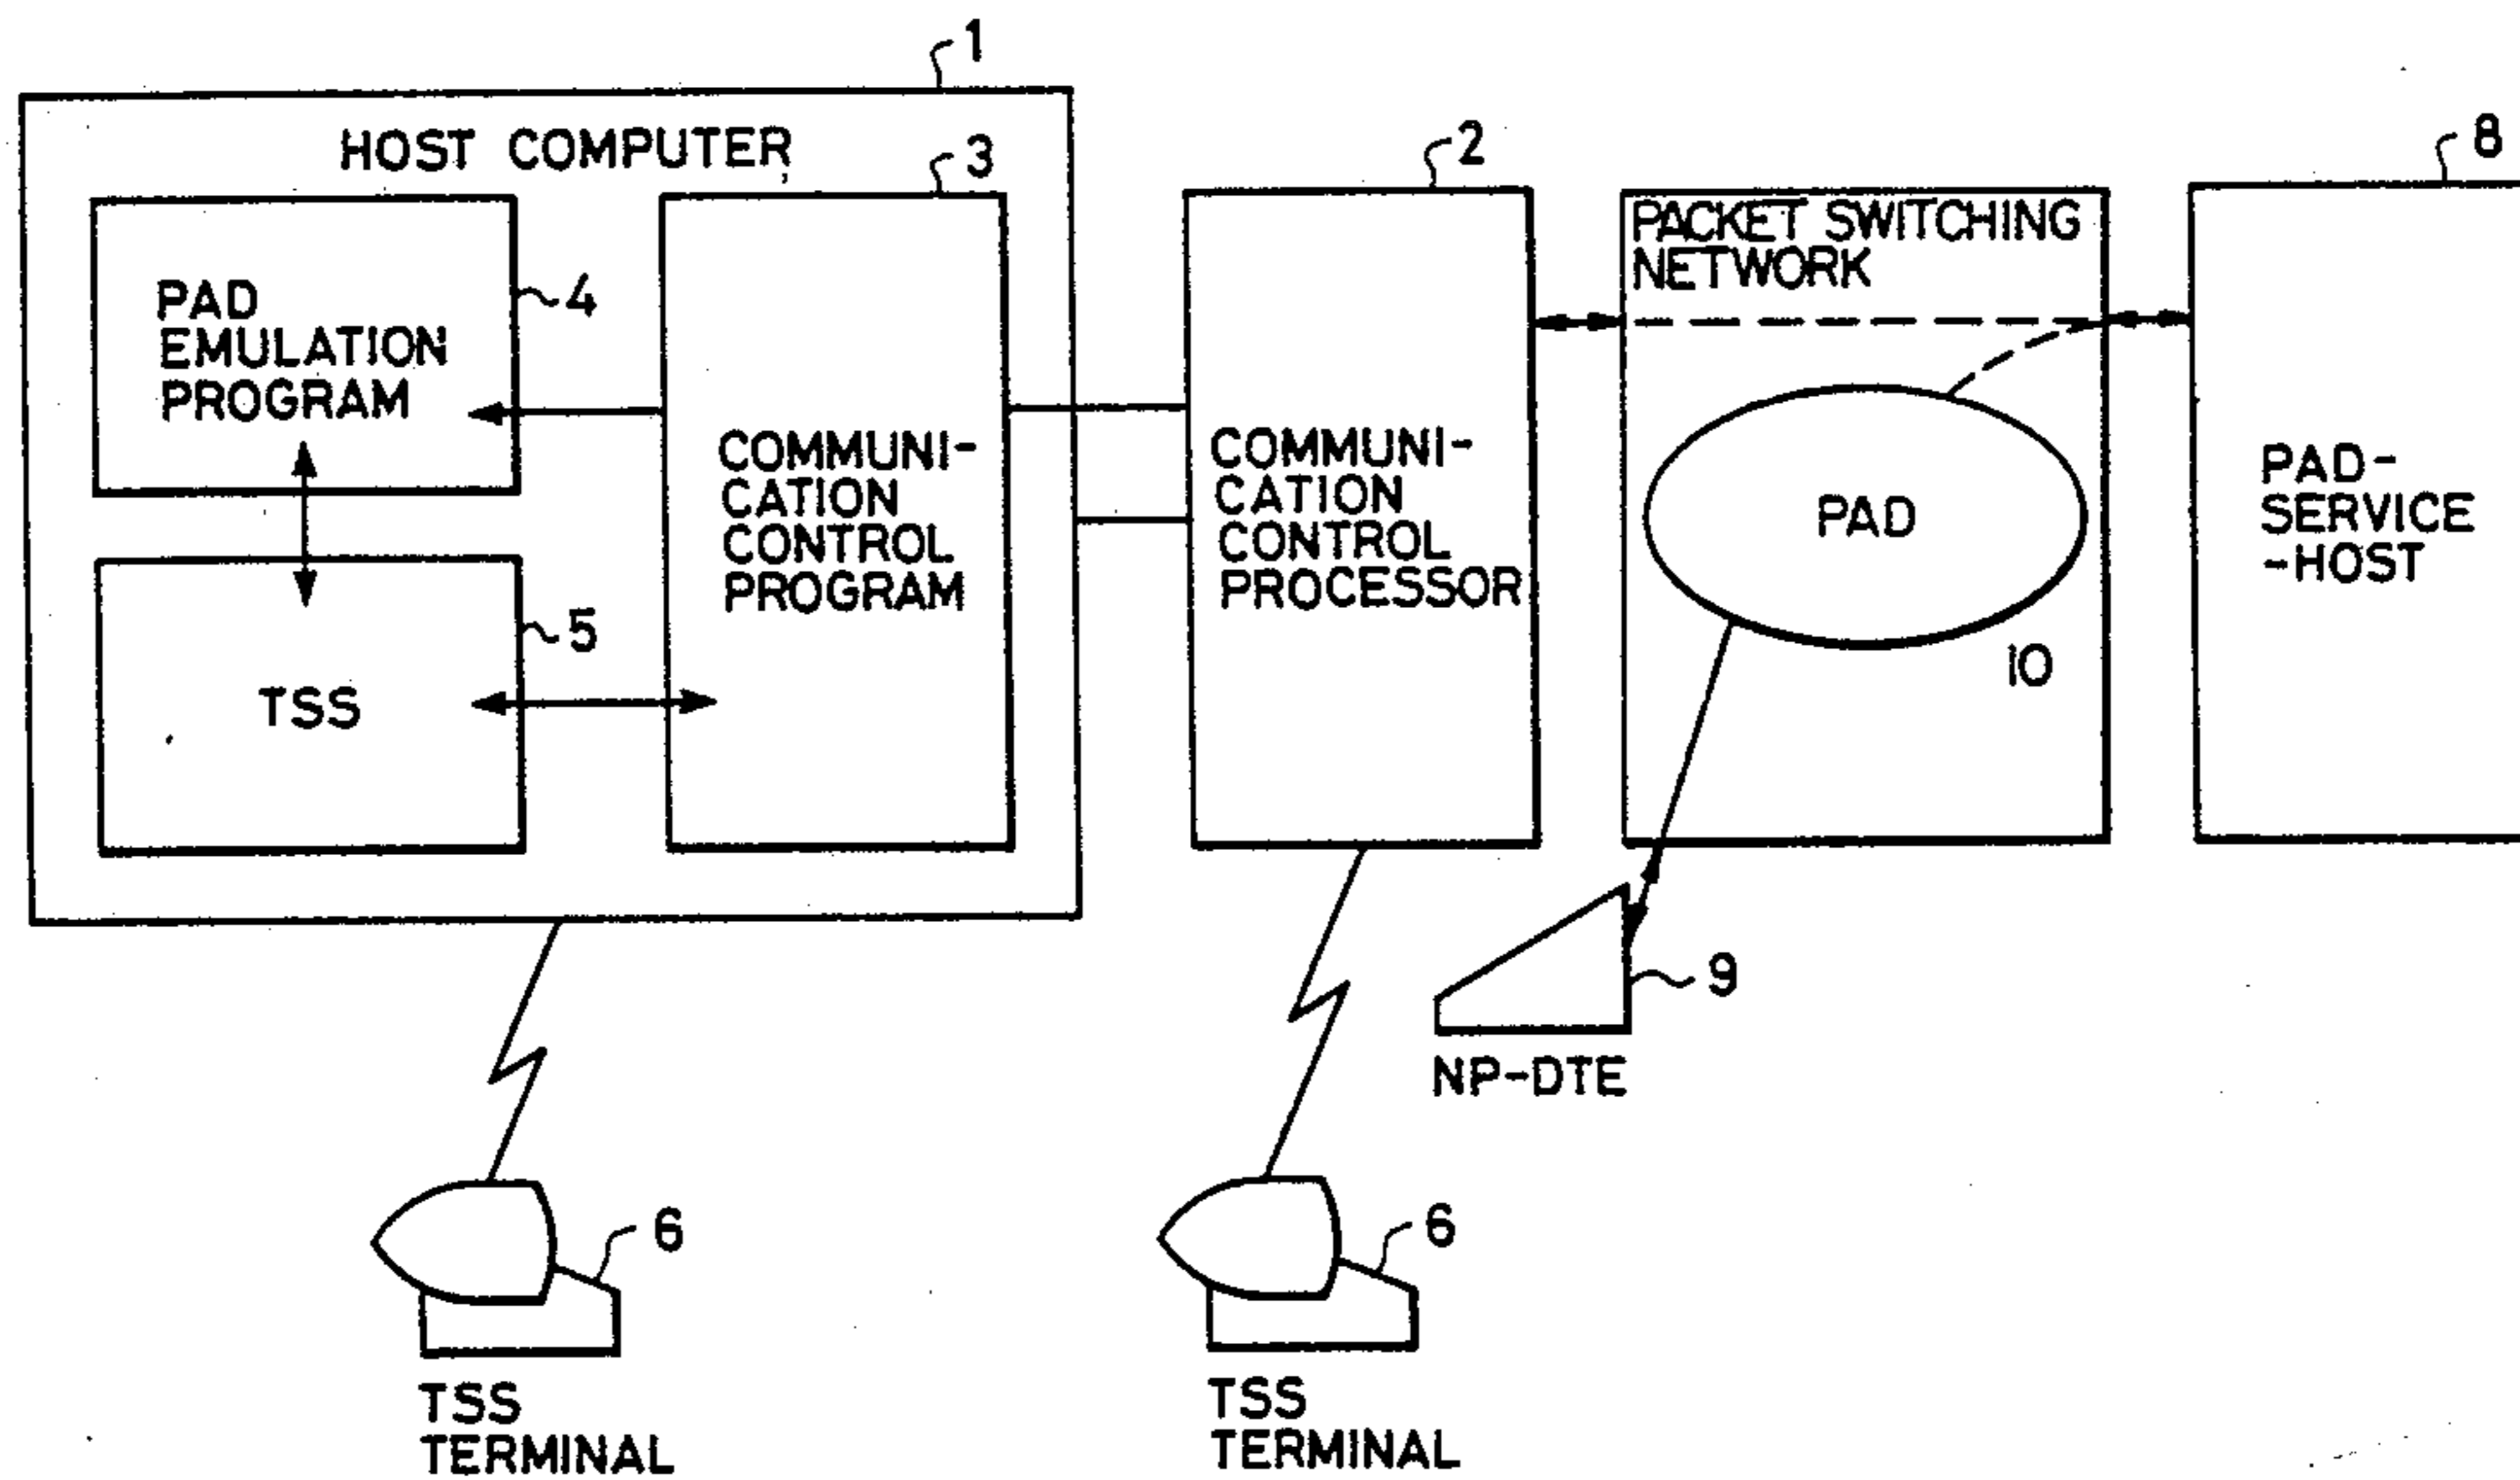 1
HOST COMPUTER
3
2
8
PAD
EMULATION
PROGRAM
4
TSS
5
COMMUNI-
CATION
CONTROL
PROGRAM
COMMUNI-
CATION
CONTROL
PROCESSOR
PACKET SWITCHING
NETWORK
PAD
10
PAD-
SERVICE
-HOST
9
NP-DTE
6
TSS
TERMINAL
6
TSS
TERMINAL